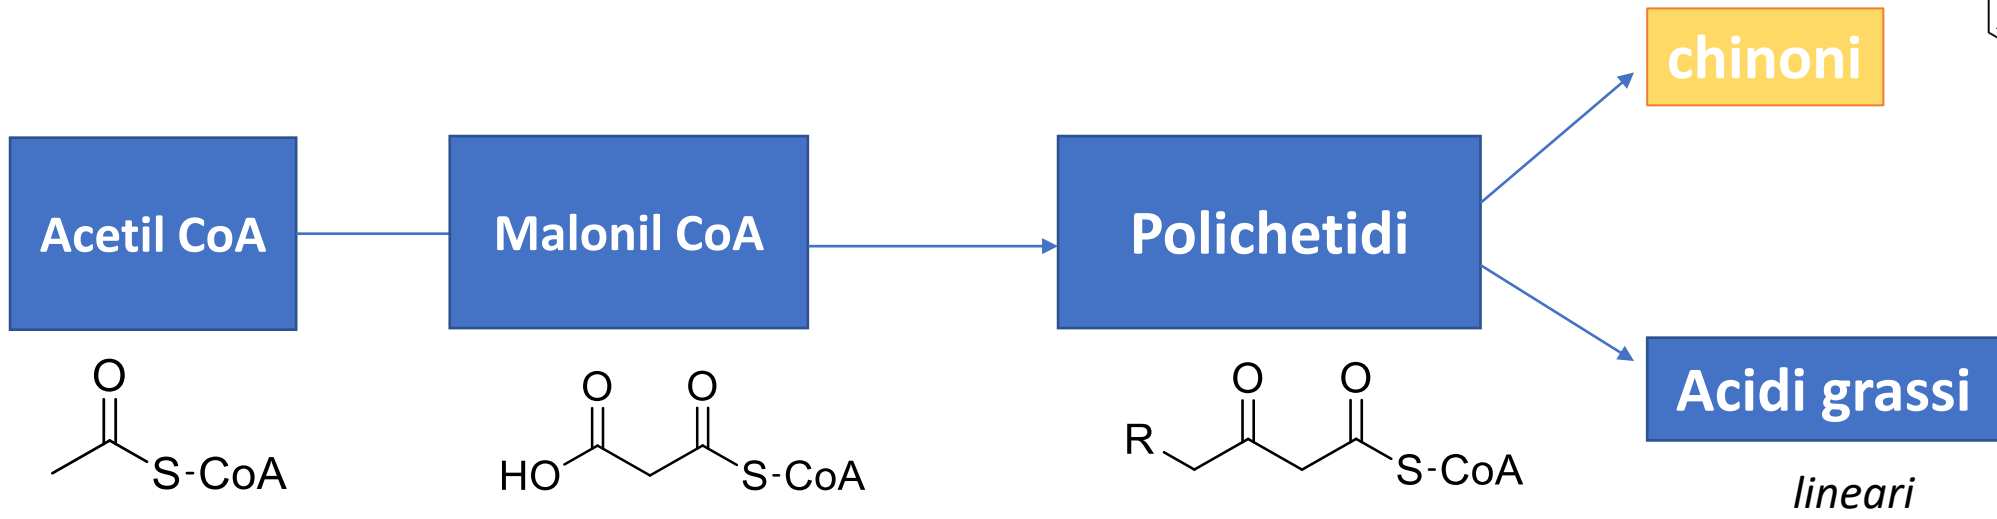 chinoni
Acetil CoA
Malonil CoA
Polichetidi
Acidi grassi
O
S-CoA
O O
HO S-CoA
O O
R S-CoA
lineari